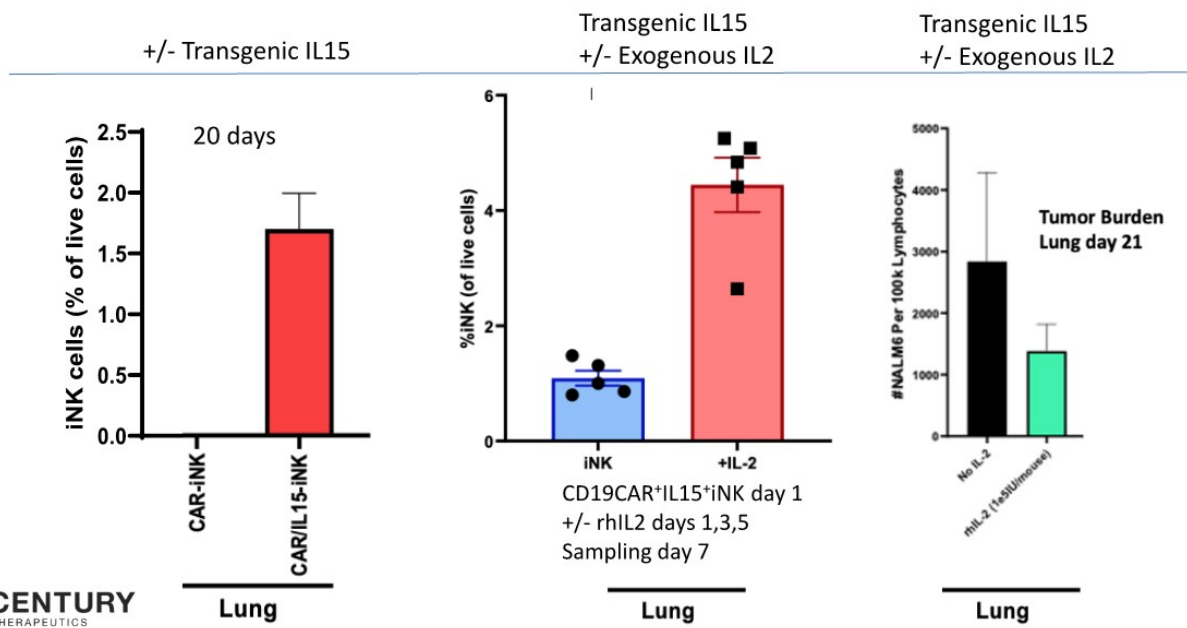 +/- Transgenic IL15
Transgenic IL15
+/- Exogenous IL2
Transgenic IL15
+/- Exogenous IL2
20 days
iNK cells (% of live cells)
2.5
2.0
1.5
1.0
0.5
0.0
CAR-iNK
CAR/IL15-iNK
Lung
%iNK (of live cells)
6
4
2
0
iNK
+IL-2
CD19CAR⁺IL15⁺iNK day 1
+/- rhIL2 days 1,3,5
Sampling day 7
Lung
#NALM6 Per 100k Lymphocytes
5000
4000
3000
2000
1000
0
Tumor Burden
Lung day 21
No IL-2
rhIL-2 (1e5IU/mouse)
Lung
CENTURY
THERAPEUTICS